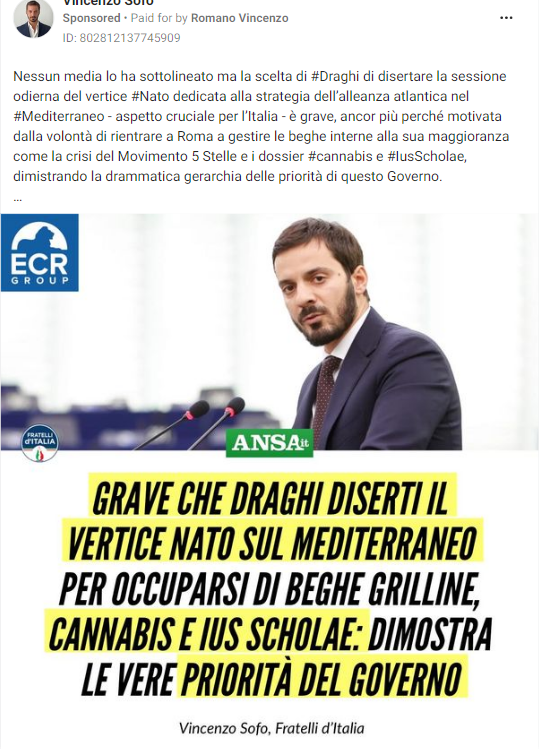 Vincenzo Sofo
Sponsored • Paid for by Romano Vincenzo
ID: 802812137745909
Nessun media lo ha sottolineato ma la scelta di #Draghi di disertare la sessione
odierna del vertice #Nato dedicata alla strategia dell'alleanza atlantica nel
#Mediterraneo - aspetto cruciale per l'Italia - è grave, ancor più perché motivata
dalla volontà di rientrare a Roma a gestire le beghe interne alla sua maggioranza
come la crisi del Movimento 5 Stelle e i dossier #cannabis e #IusScholae,
dimistrando la drammatica gerarchia delle priorità di questo Governo.
...
ECR
GROUP
FRATELLI
d'ITALIA
ANSA it
GRAVE CHE DRAGHI DISERTI IL
VERTICE NATO SUL MEDITERRANEO
PER OCCUPARSI DI BEGHE GRILLINE,
CANNABIS E IUS SCHOLAE: DIMOSTRA
LE VERE PRIORITÀ DEL GOVERNO
Vincenzo Sofo, Fratelli d'Italia